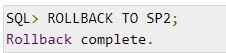 SQL> ROLLBACK TO SP2;
Rollback complete.